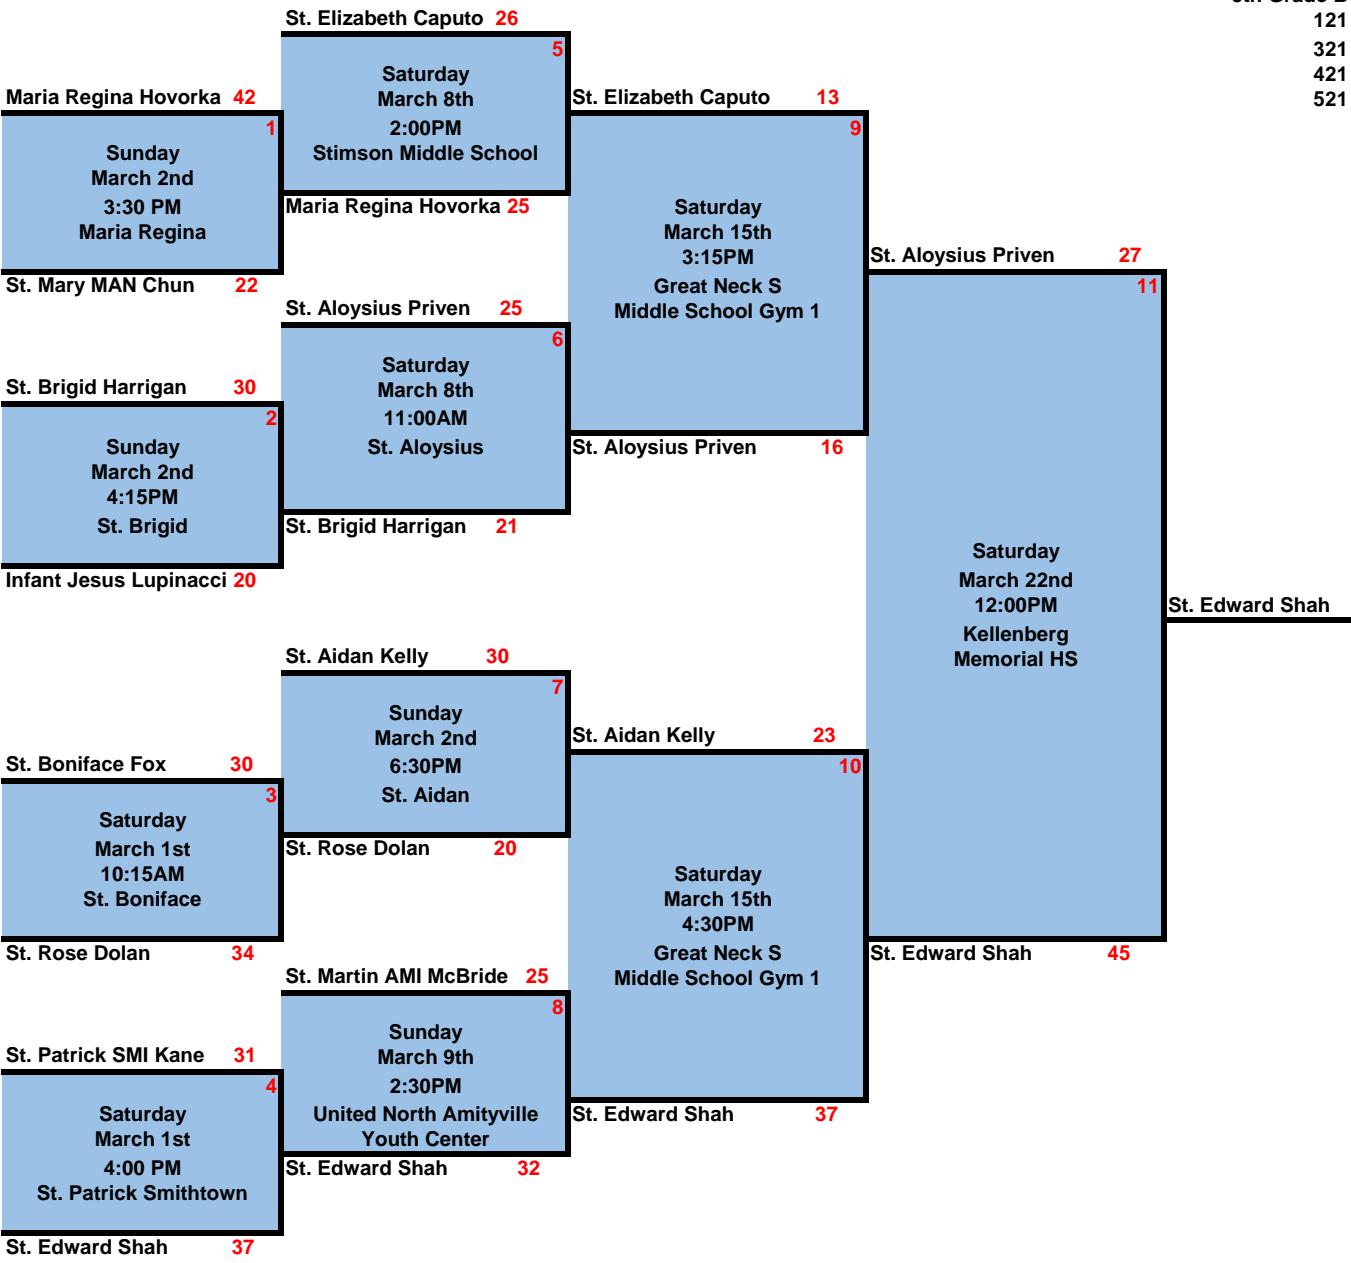 121
321
421
521
St. Elizabeth Caputo 26
5
Saturday
March 8th
2:00PM
Stimson Middle School
Maria Regina Hovorka 25
Maria Regina Hovorka 42
1
Sunday
March 2nd
3:30 PM
Maria Regina
St. Mary MAN Chun 22
St. Elizabeth Caputo 13
9
Saturday
March 15th
3:15PM
Great Neck S
Middle School Gym 1
St. Aloysius Priven 16
St. Aloysius Priven 25
6
Saturday
March 8th
11:00AM
St. Aloysius
St. Brigid Harrigan 21
St. Brigid Harrigan 30
2
Sunday
March 2nd
4:15PM
St. Brigid
Infant Jesus Lupinacci 20
St. Aloysius Priven 27
11
Saturday
March 22nd
12:00PM
Kellenberg
Memorial HS
St. Edward Shah 45
St. Edward Shah
St. Aidan Kelly 30
7
Sunday
March 2nd
6:30PM
St. Aidan
St. Rose Dolan 20
St. Boniface Fox 30
3
Saturday
March 1st
10:15AM
St. Boniface
St. Rose Dolan 34
St. Aidan Kelly 23
10
Saturday
March 15th
4:30PM
Great Neck S
Middle School Gym 1
St. Edward Shah 37
St. Martin AMI McBride 25
8
Sunday
March 9th
2:30PM
United North Amityville
Youth Center
St. Edward Shah 32
St. Patrick SMI Kane 31
4
Saturday
March 1st
4:00 PM
St. Patrick Smithtown
St. Edward Shah 37